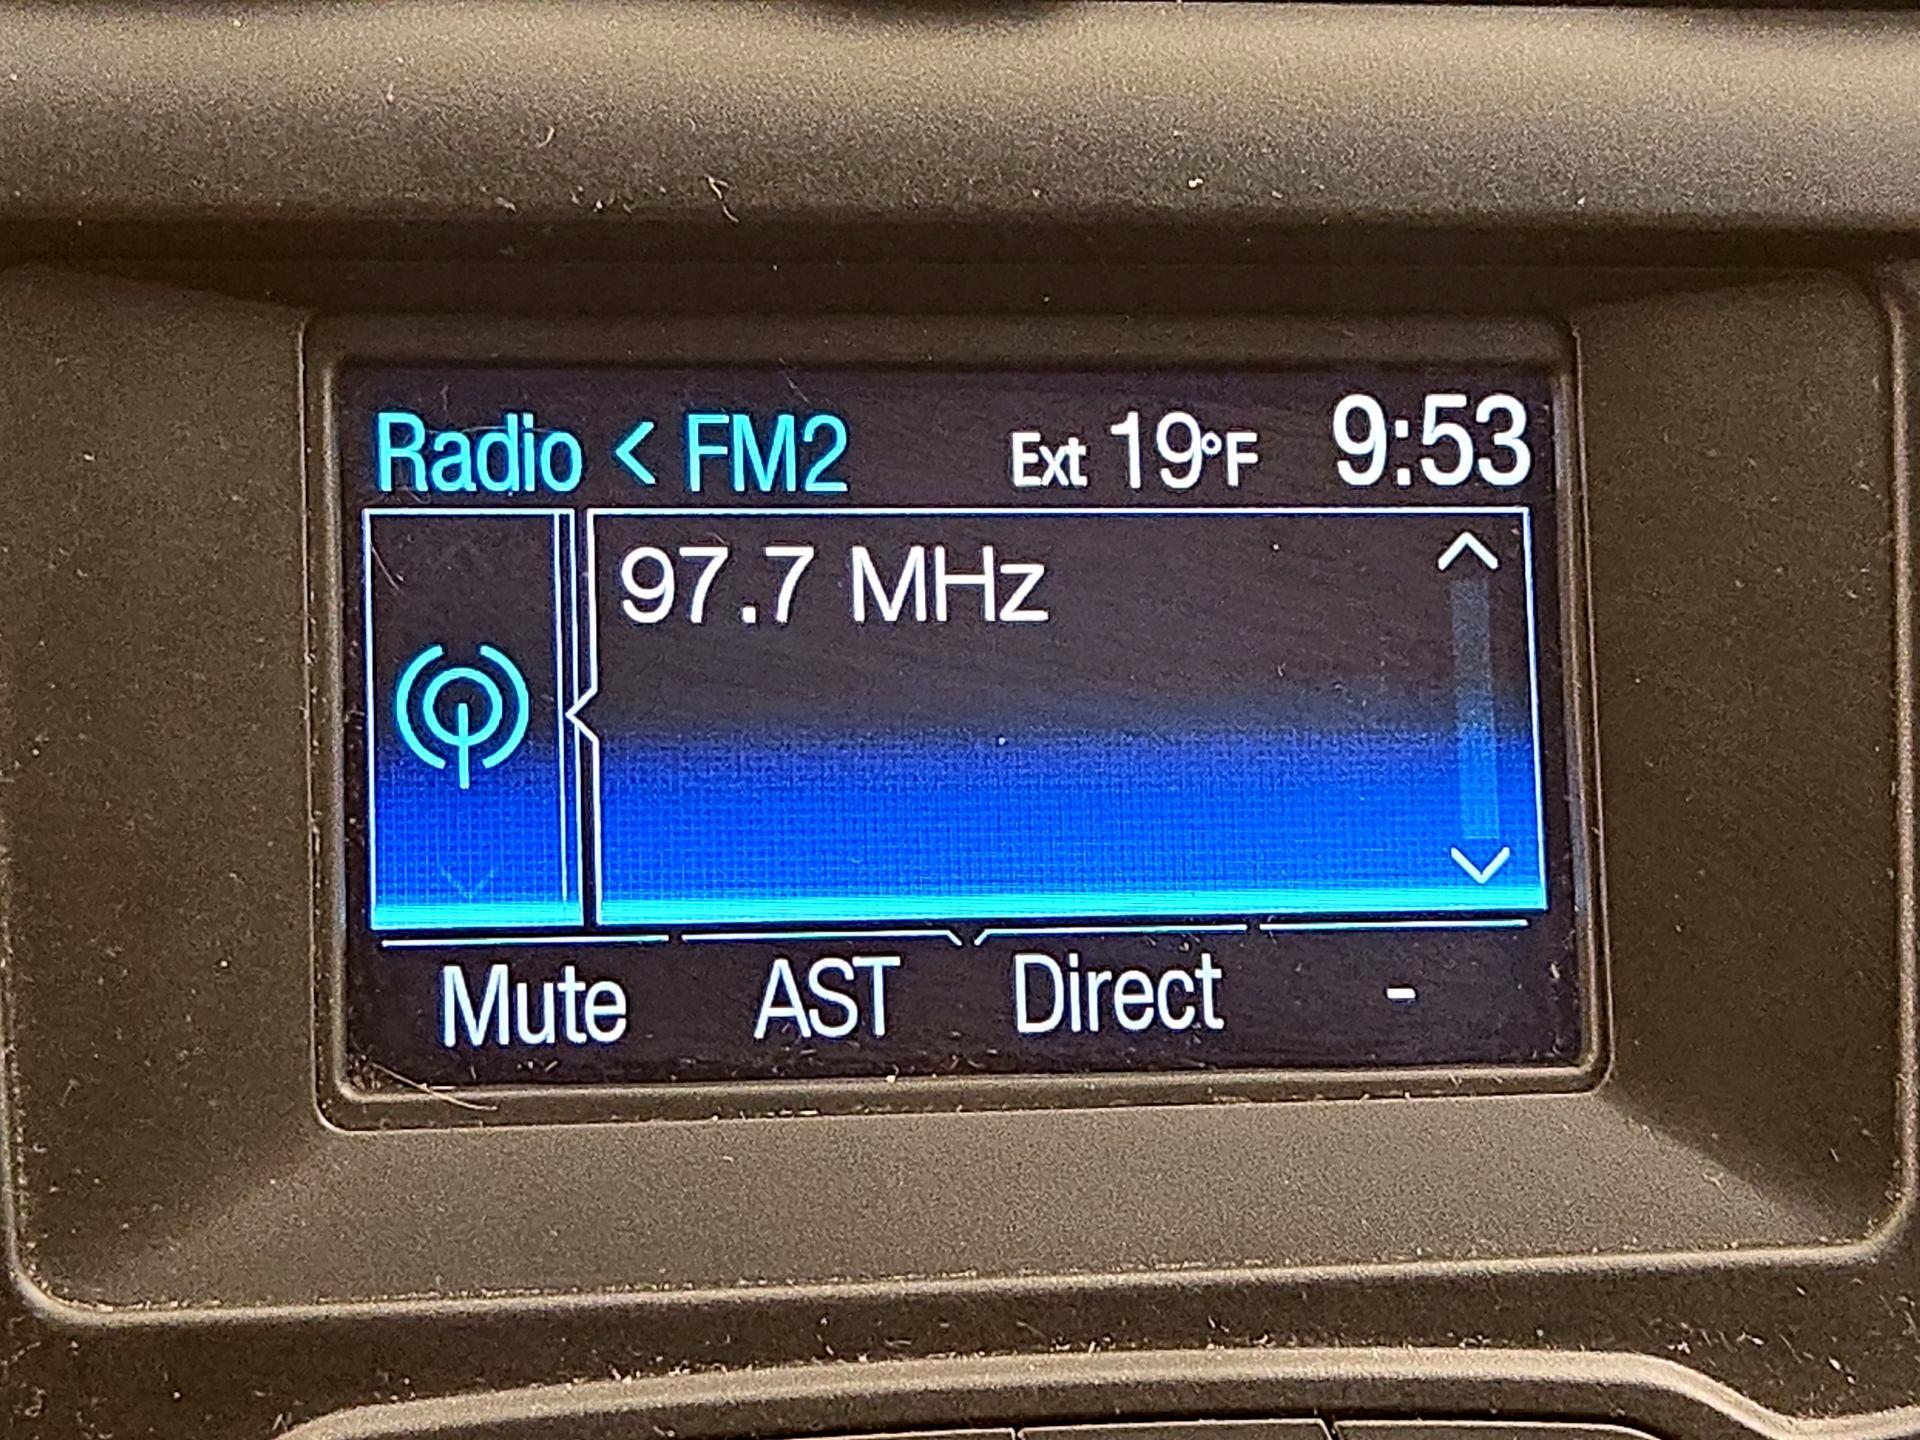 Radio < FM2 Ext 19°F 9:53
97.7 MHz
Mute AST Direct -